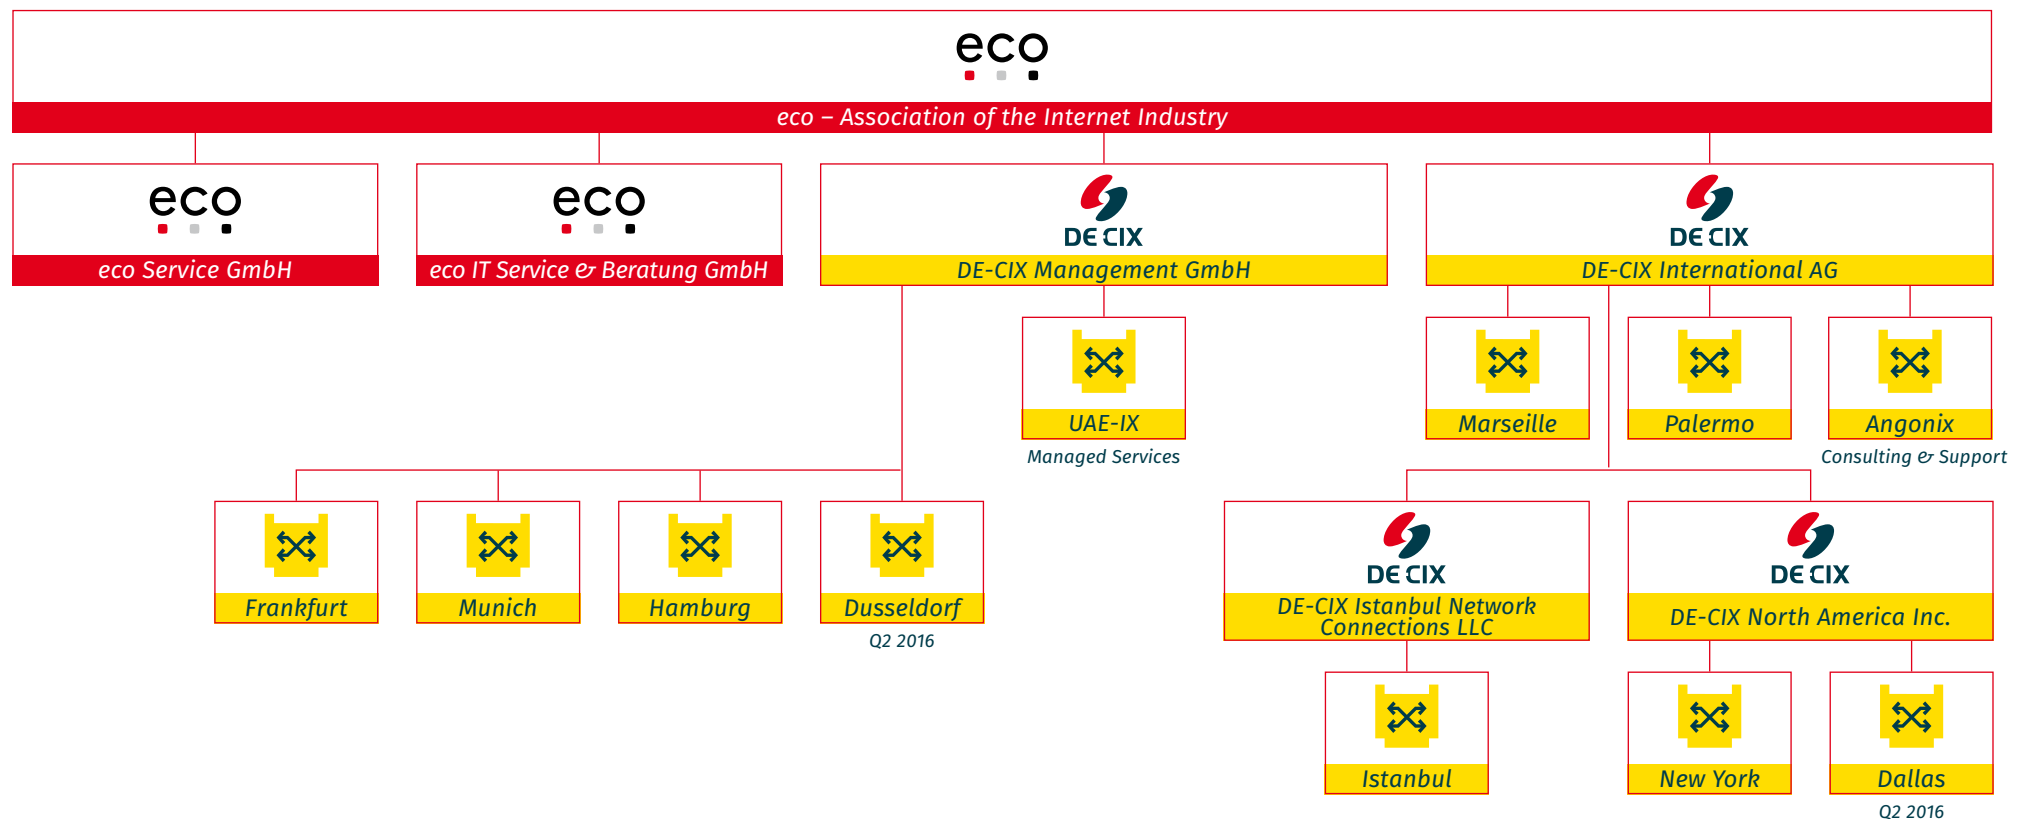 eco
eco – Association of the Internet Industry
eco
eco
DE CIX
DE CIX
eco Service GmbH
eco IT Service & Beratung GmbH
DE-CIX Management GmbH
DE-CIX International AG
UAE-IX
Managed Services
Marseille
Palermo
Angonix
Consulting & Support
Frankfurt
Munich
Hamburg
Dusseldorf
Q2 2016
DE CIX
DE CIX
DE-CIX Istanbul Network
Connections LLC
DE-CIX North America Inc.
Istanbul
New York
Dallas
Q2 2016